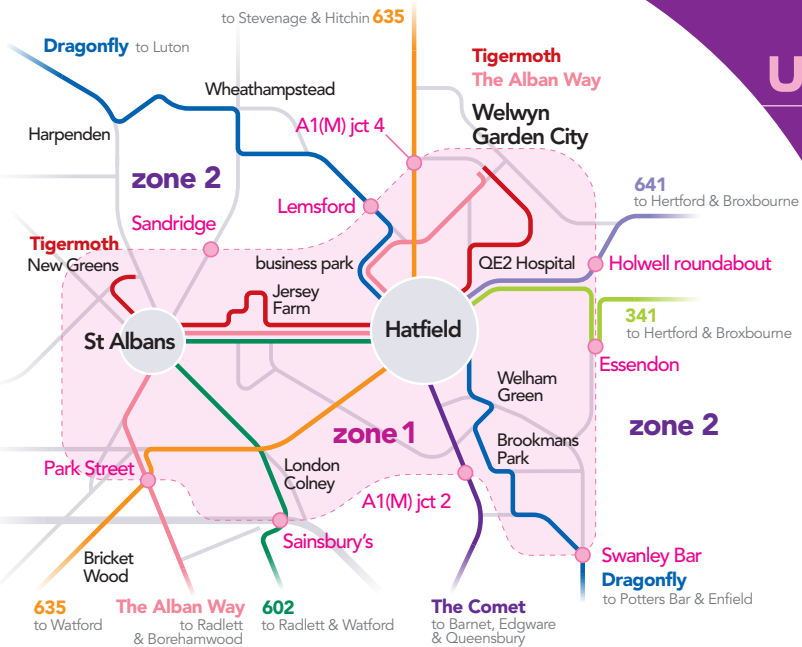 to Stevenage & Hitchin 635
Dragonfly to Luton
Tigermoth
The Alban Way
U
Wheathampstead
Welwyn
Garden City
A1(M) jct 4
Harpenden
zone 2
641
to Hertford & Broxbourne
Lemsford
Sandridge
Tigermoth
New Greens
business park
QE2 Hospital
Holwell roundabout
Jersey
Farm
341
to Hertford & Broxbourne
St Albans
Hatfield
Essendon
Welham
Green
zone 2
zone 1
Brookmans
Park
Park Street
London
Colney
A1(M) jct 2
Sainsbury's
Swanley Bar
Bricket
Wood
Dragonfly
to Potters Bar & Enfield
635
to Watford
The Alban Way
to Radlett
& Borehamwood
602
to Radlett & Watford
The Comet
to Barnet, Edgware
& Queensbury